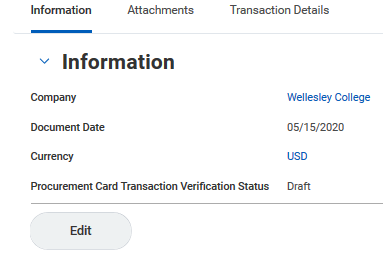 Information Attachments Transaction Details
Information
Company Wellesley College
Document Date 05/15/2020
Currency USD
Procurement Card Transaction Verification Status Draft
Edit